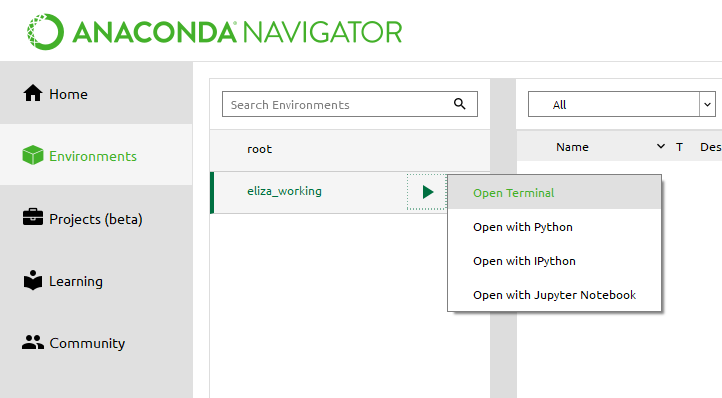 ANACONDA NAVIGATOR
Home
Environments
Projects (beta)
Learning
Community
Search Environments
root
eliza_working
Open Terminal
Open with Python
Open with IPython
Open with Jupyter Notebook
All
Name T Des